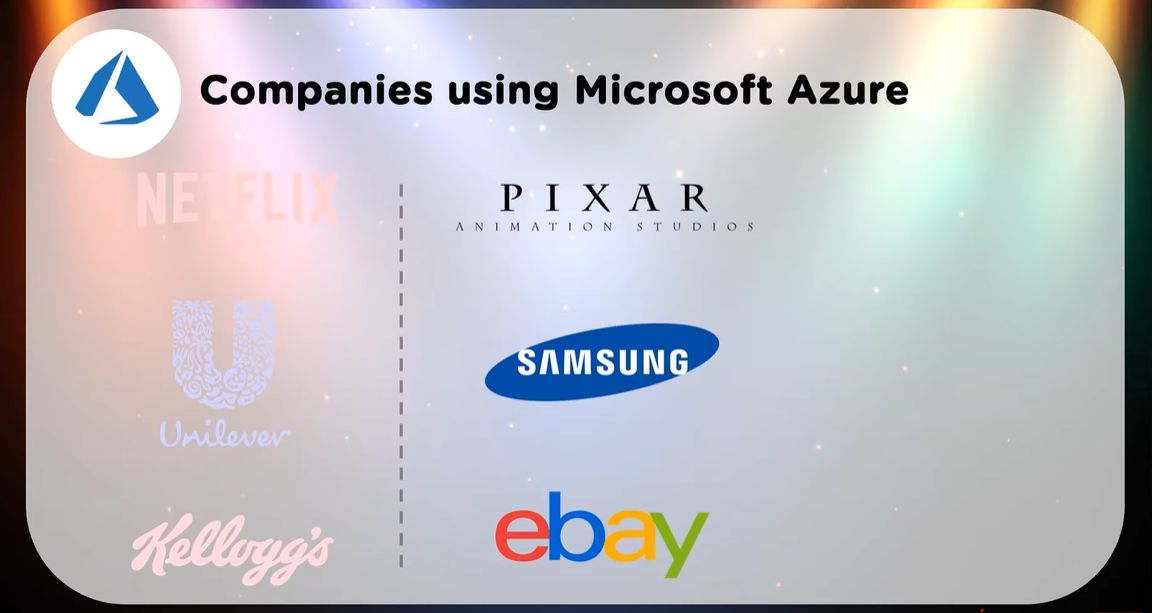 Companies using Microsoft Azure
NETFLIX
Unilever
Kellogg's
PIXAR
ANIMATION STUDIOS
SAMSUNG
ebay